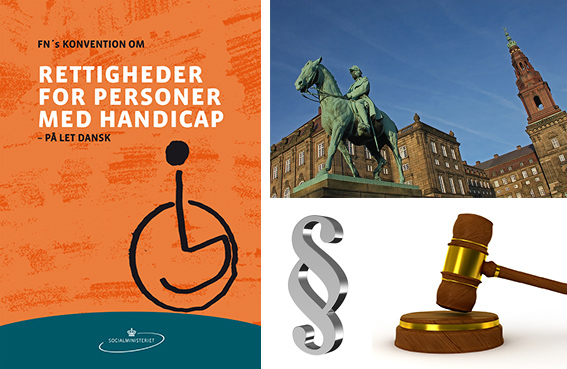 FN´s KONVENTION OM
RETTIGHEDER
FOR PERSONER
MED HANDICAP
– PÅ LET DANSK
SOCIALMINISTERIET
§